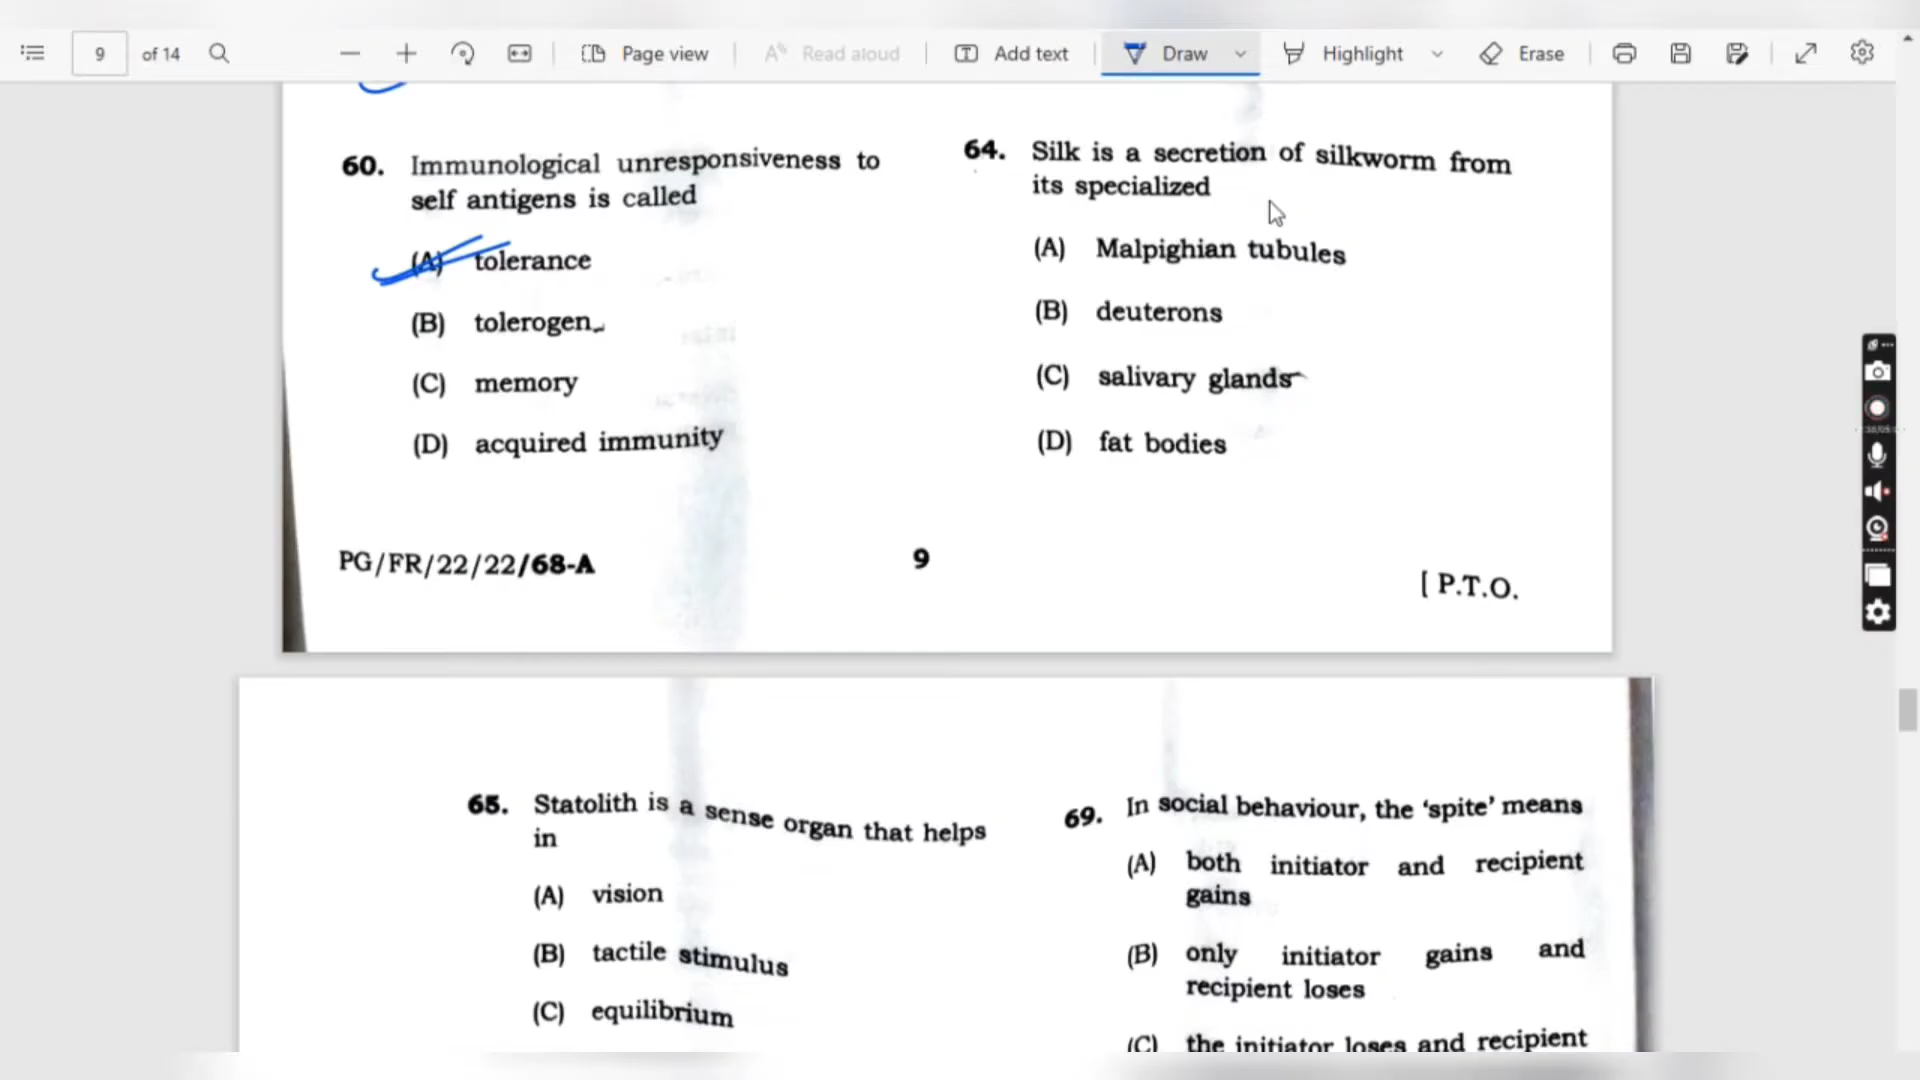 9 of 14 Page view Read aloud Add text Draw Highlight Erase
60. Immunological unresponsiveness to
self antigens is called
(A) tolerance
(B) tolerogen
(C) memory
(D) acquired immunity
64. Silk is a secretion of silkworm from
its specialized
(A) Malpighian tubules
(B) deuterons
(C) salivary glands
(D) fat bodies
PG/FR/22/22/68-A 9 [ P.T.O.
65. Statolith is a sense organ that helps
in
(A) vision
(B) tactile stimulus
(C) equilibrium
69. In social behaviour, the ‘spite’ means
(A) both initiator and recipient
gains
(B) only initiator gains and
recipient loses
(C) the initiator loses and recipient